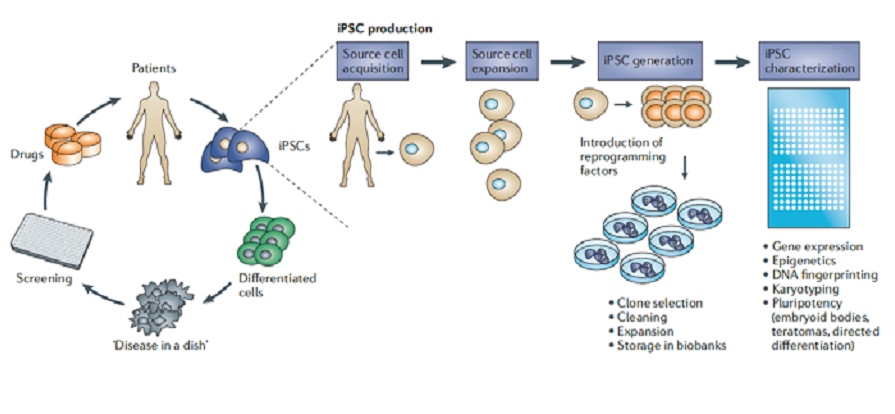 Patients
iPSCs
Differentiated
cells
'Disease in a dish'
Screening
Drugs
iPSC production
Source cell
acquisition
Source cell
expansion
iPSC generation
iPSC
characterization
Introduction of
reprogramming
factors
• Clone selection
• Cleaning
• Expansion
• Storage in biobanks
• Gene expression
• Epigenetics
• DNA fingerprinting
• Karyotyping
• Pluripotency
(embryoid bodies,
teratomas, directed
differentiation)